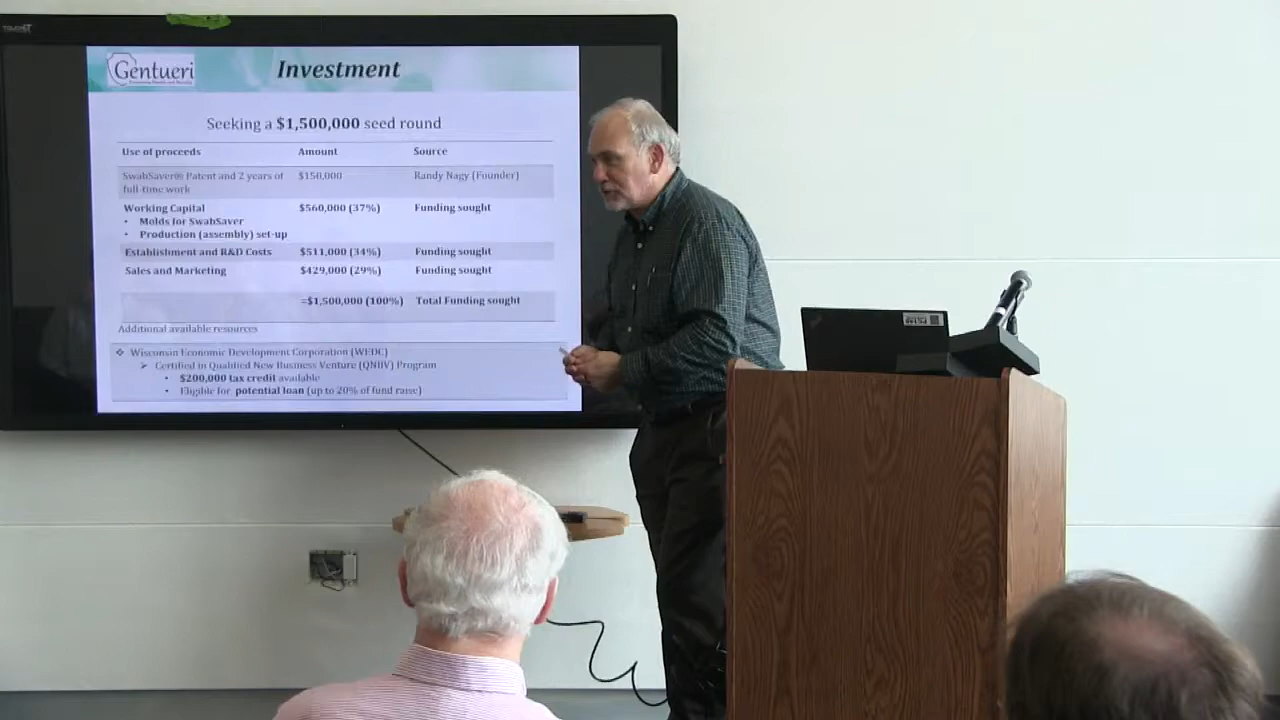 Gentueri
Investment
Seeking a $1,500,000 seed round
Use of proceeds Amount Source
SwabSaver® Patent and 2 years of $150,000 Randy Nagy (Founder)
full-time work
Working Capital $560,000 (37%) Funding sought
• Molds for SwabSaver
• Production (assembly) set-up
Establishment and R&D Costs $511,000 (34%) Funding sought
Sales and Marketing $429,000 (29%) Funding sought
=$1,500,000 (100%) Total Funding sought
Additional available resources
❖ Wisconsin Economic Development Corporation (WEDC)
➢ Certified in Qualified New Business Venture (QNBV) Program
• $200,000 tax credit available
• Eligible for potential loan (up to 20% of fund raise)